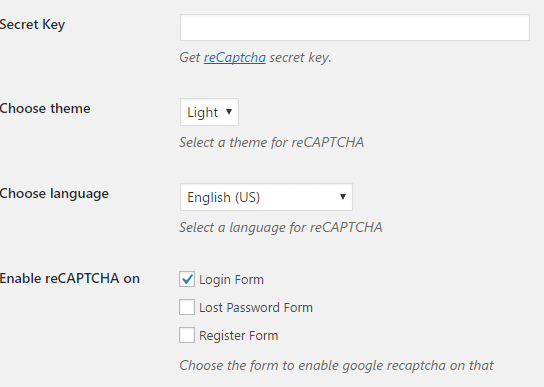 Secret Key
Get reCaptcha secret key.
Choose theme
Light
Select a theme for reCAPTCHA
Choose language
English (US)
Select a language for reCAPTCHA
Enable reCAPTCHA on
Login Form
Lost Password Form
Register Form
Choose the form to enable google recaptcha on that